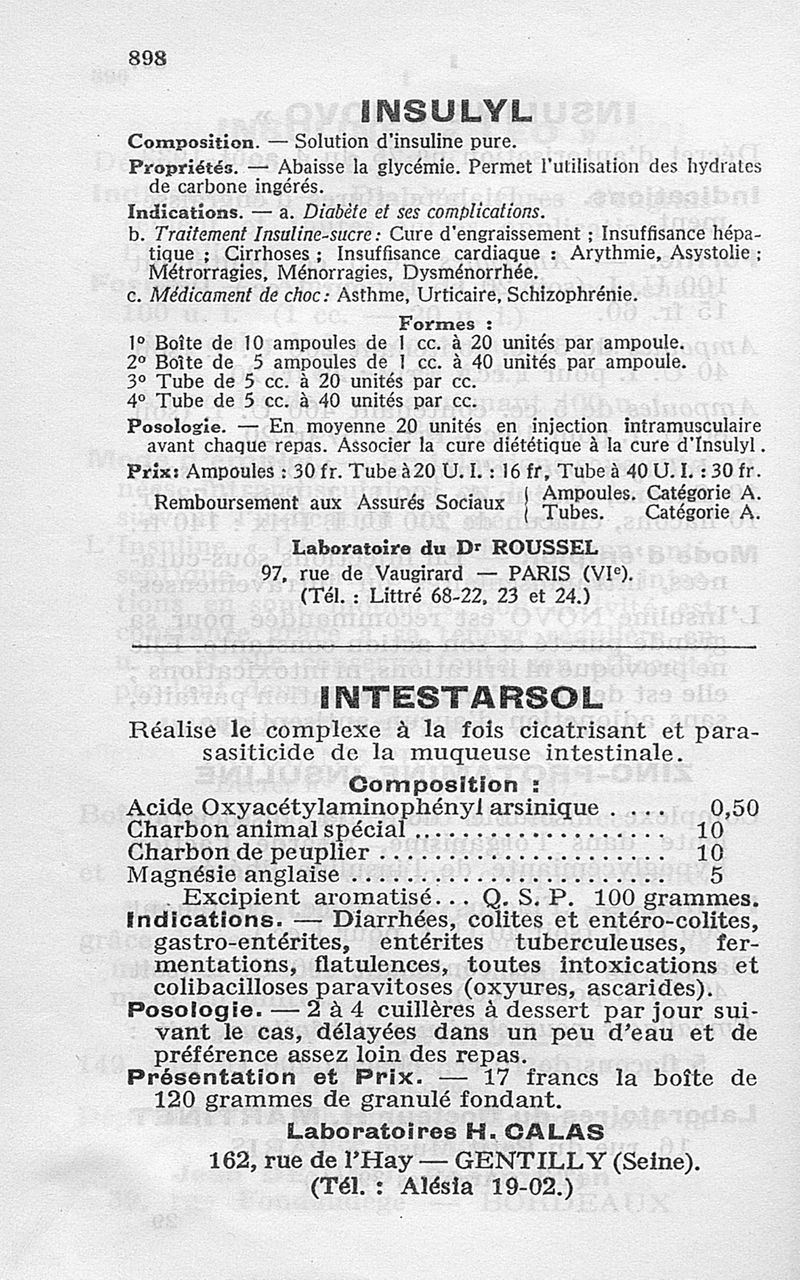 898
INSULYL
Composition. — Solution d'insuline pure.
Propriétés. — Abaisse la glycémie. Permet l'utilisation des hydrates
de carbone ingérés.
Indications. — a. Diabète et ses complications.
b. Traitement Insuline-sucre : Cure d'engraissement ; Insuffisance hépa-
tique ; Cirrhoses ; Insuffisance cardiaque : Arythmie, Asystolie ;
Métrorragies, Ménorragies, Dysménorrhée.
c. Médicament de choc : Asthme, Urticaire, Schizophrénie.
Formes :
1º Boîte de 10 ampoules de 1 cc. à 20 unités par ampoule.
2º Boîte de 5 ampoules de 1 cc. à 40 unités par ampoule.
3º Tube de 5 cc. à 20 unités par cc.
4º Tube de 5 cc. à 40 unités par cc.
Posologie. — En moyenne 20 unités en injection intramusculaire
avant chaque repas. Associer la cure diététique à la cure d'Insulyl.
Prix: Ampoules : 30 fr. Tube à 20 U. I. : 16 fr, Tube à 40 U. I. : 30 fr.
Remboursement aux Assurés Sociaux { Ampoules. Catégorie A.
{ Tubes. Catégorie A.
Laboratoire du Dr ROUSSEL
97, rue de Vaugirard — PARIS (VIe).
(Tél. : Littré 68-22, 23 et 24.)
INTESTARSOL
Réalise le complexe à la fois cicatrisant et para-
sasiticide de la muqueuse intestinale.
Composition :
Acide Oxyacétylaminophényl arsinique .... 0,50
Charbon animal spécial .................. 10
Charbon de peuplier .................... 10
Magnésie anglaise ...................... 5
Excipient aromatisé... Q. S. P. 100 grammes.
Indications. — Diarrhées, colites et entéro-colites,
gastro-entérites, entérites tuberculeuses, fer-
mentations, flatulences, toutes intoxications et
colibacilloses paravitoses (oxyures, ascarides).
Posologie. — 2 à 4 cuillères à dessert par jour sui-
vant le cas, délayées dans un peu d'eau et de
préférence assez loin des repas.
Présentation et Prix. — 17 francs la boîte de
120 grammes de granulé fondant.
Laboratoires H. CALAS
162, rue de l'Hay — GENTILLY (Seine).
(Tél. : Alésia 19-02.)